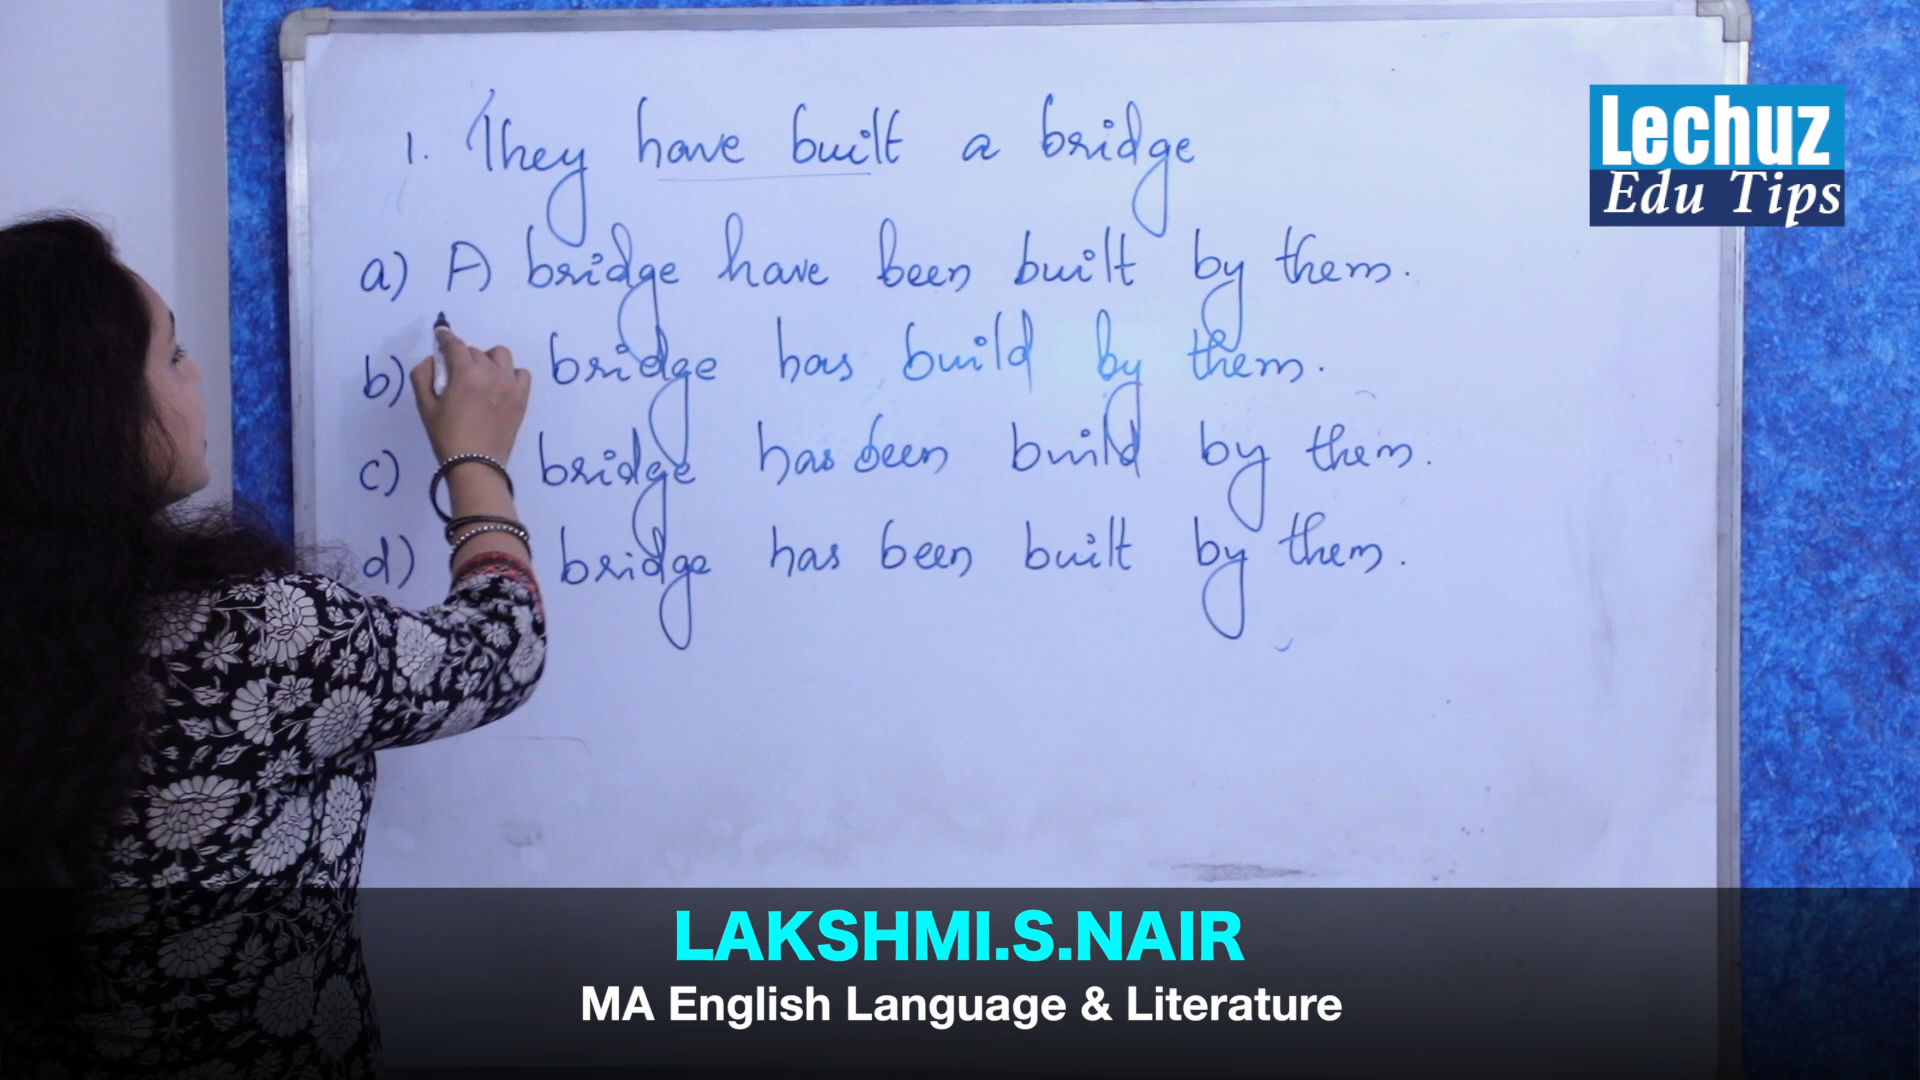 1. They have built a bridge
a) A bridge have been built by them.
b) bridge has build by them.
c) bridge has been build by them.
d) bridge has been built by them.
Lechuz
Edu Tips
LAKSHMI.S.NAIR
MA English Language & Literature